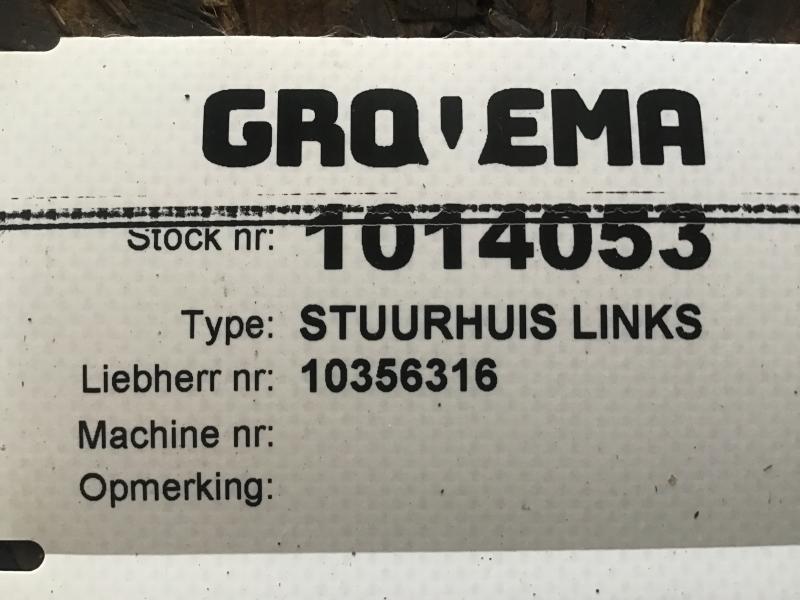 GROVEMA
Stock nr: 1014053
Type: STUURHUIS LINKS
Liebherr nr: 10356316
Machine nr:
Opmerking: